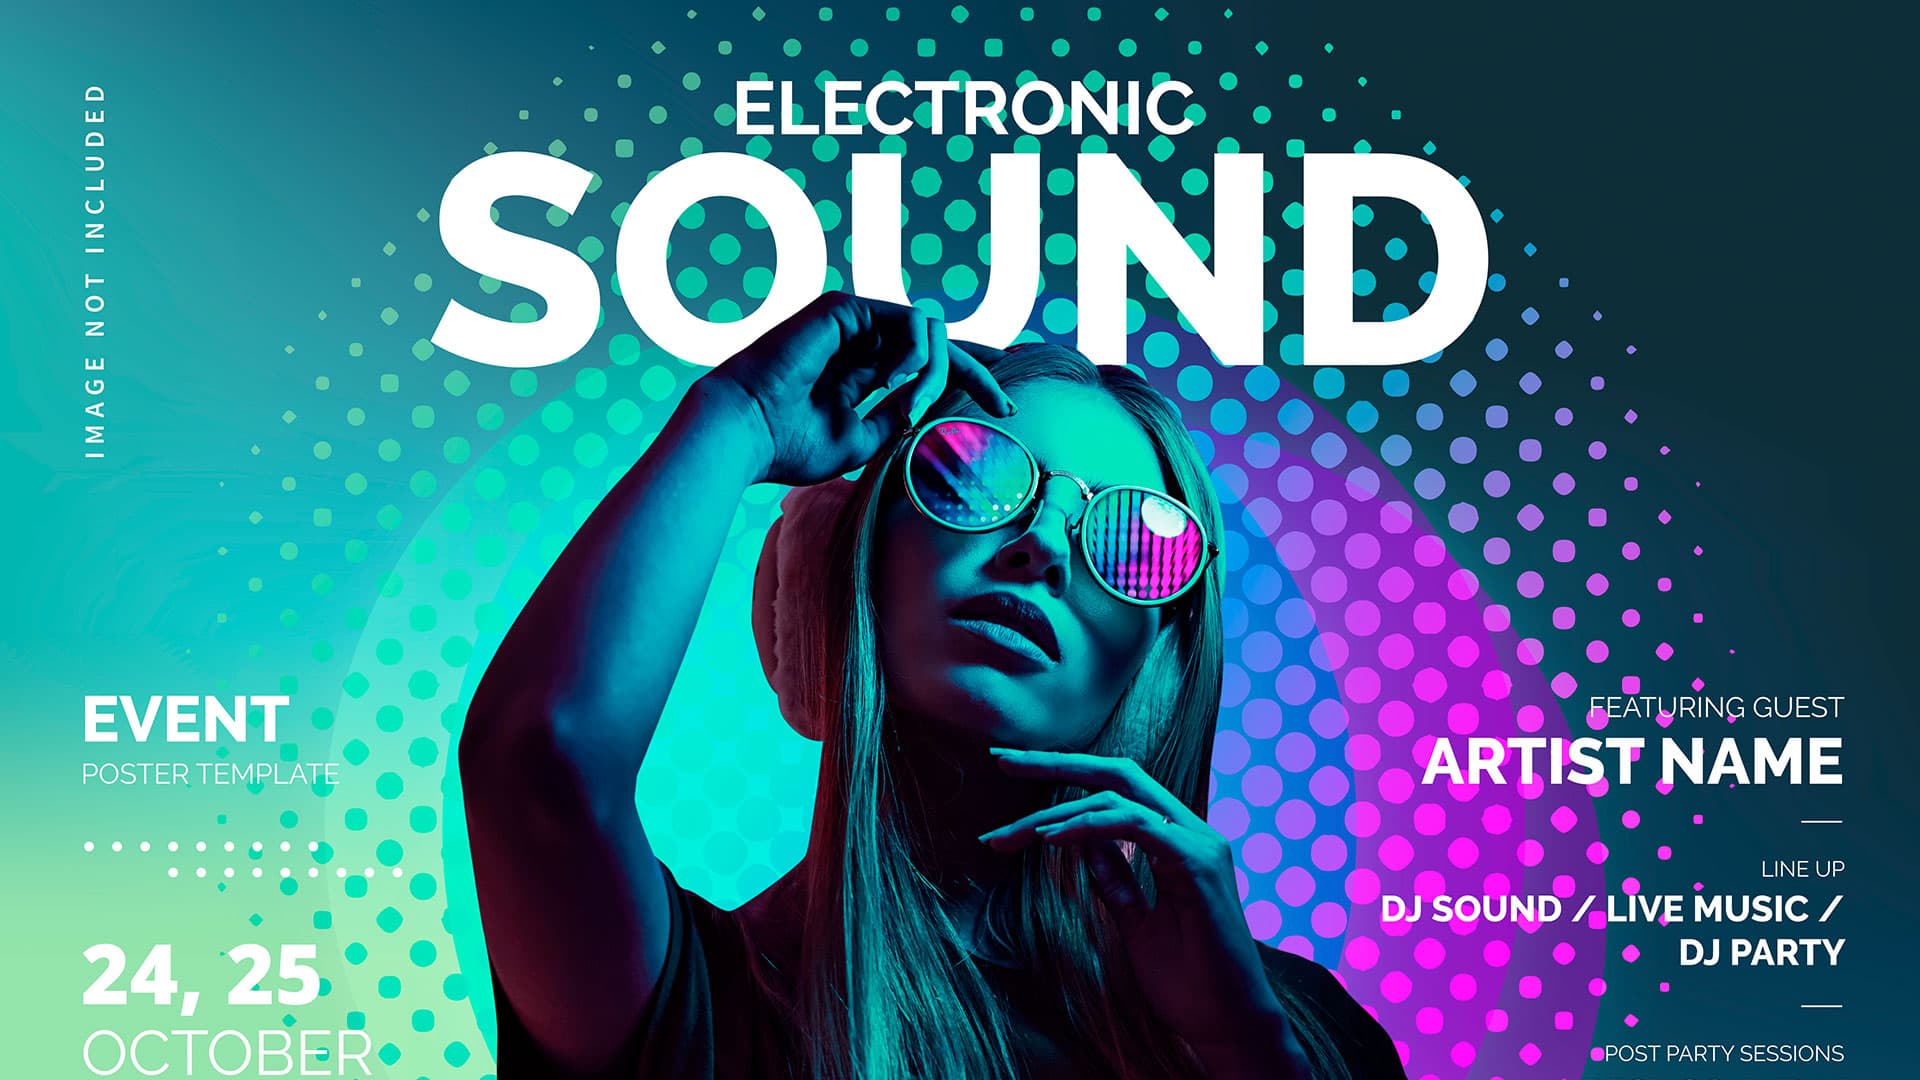 ELECTRONIC
SOUND
IMAGE NOT INCLUDED
EVENT
POSTER TEMPLATE
24, 25
OCTOBER
FEATURING GUEST
ARTIST NAME
LINE UP
DJ SOUND / LIVE MUSIC /
DJ PARTY
POST PARTY SESSIONS